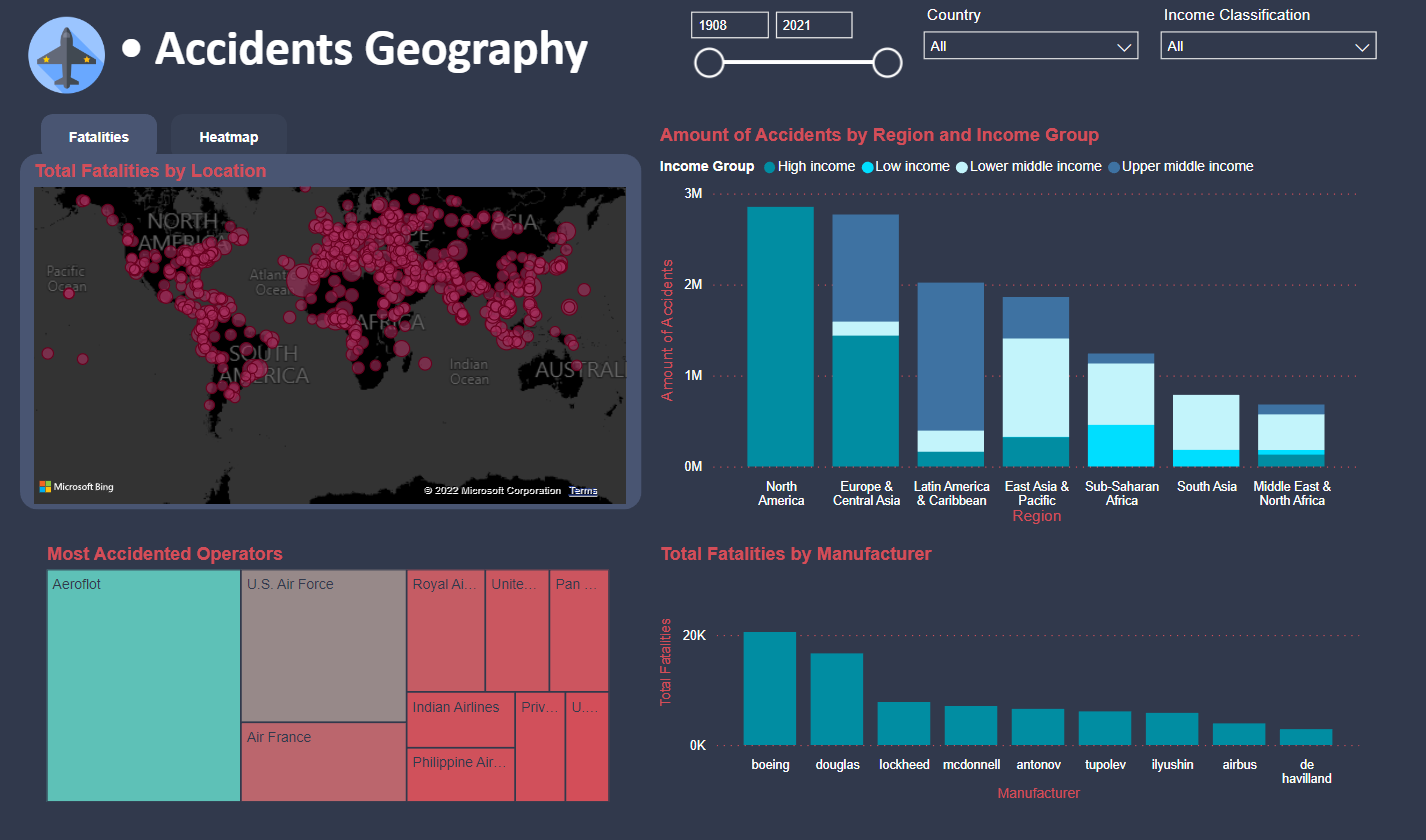 • Accidents Geography
1908
2021
Country
All
Income Classification
All
Fatalities
Heatmap
Total Fatalities by Location
NORTH
AMERICA
ASIA
Pacific
Ocean
Atlant
Ocea
AFRICA
SOUTH
AMERICA
Indian
Ocean
AUSTRALI
Microsoft Bing
© 2022 Microsoft Corporation Terms
Amount of Accidents by Region and Income Group
Income Group High income Low income Lower middle income Upper middle income
Amount of Accidents
3M
2M
1M
0M
North
America
Europe &
Central Asia
Latin America
& Caribbean
East Asia &
Pacific
Sub-Saharan
Africa
South Asia
Middle East &
North Africa
Region
Most Accidented Operators
Aeroflot
U.S. Air Force
Air France
Royal Ai...
Unite...
Pan ...
Indian Airlines
Philippine Air...
Priv...
U....
Total Fatalities by Manufacturer
Total Fatalities
20K
0K
boeing
douglas
lockheed
mcdonnell
antonov
tupolev
ilyushin
airbus
de
havilland
Manufacturer